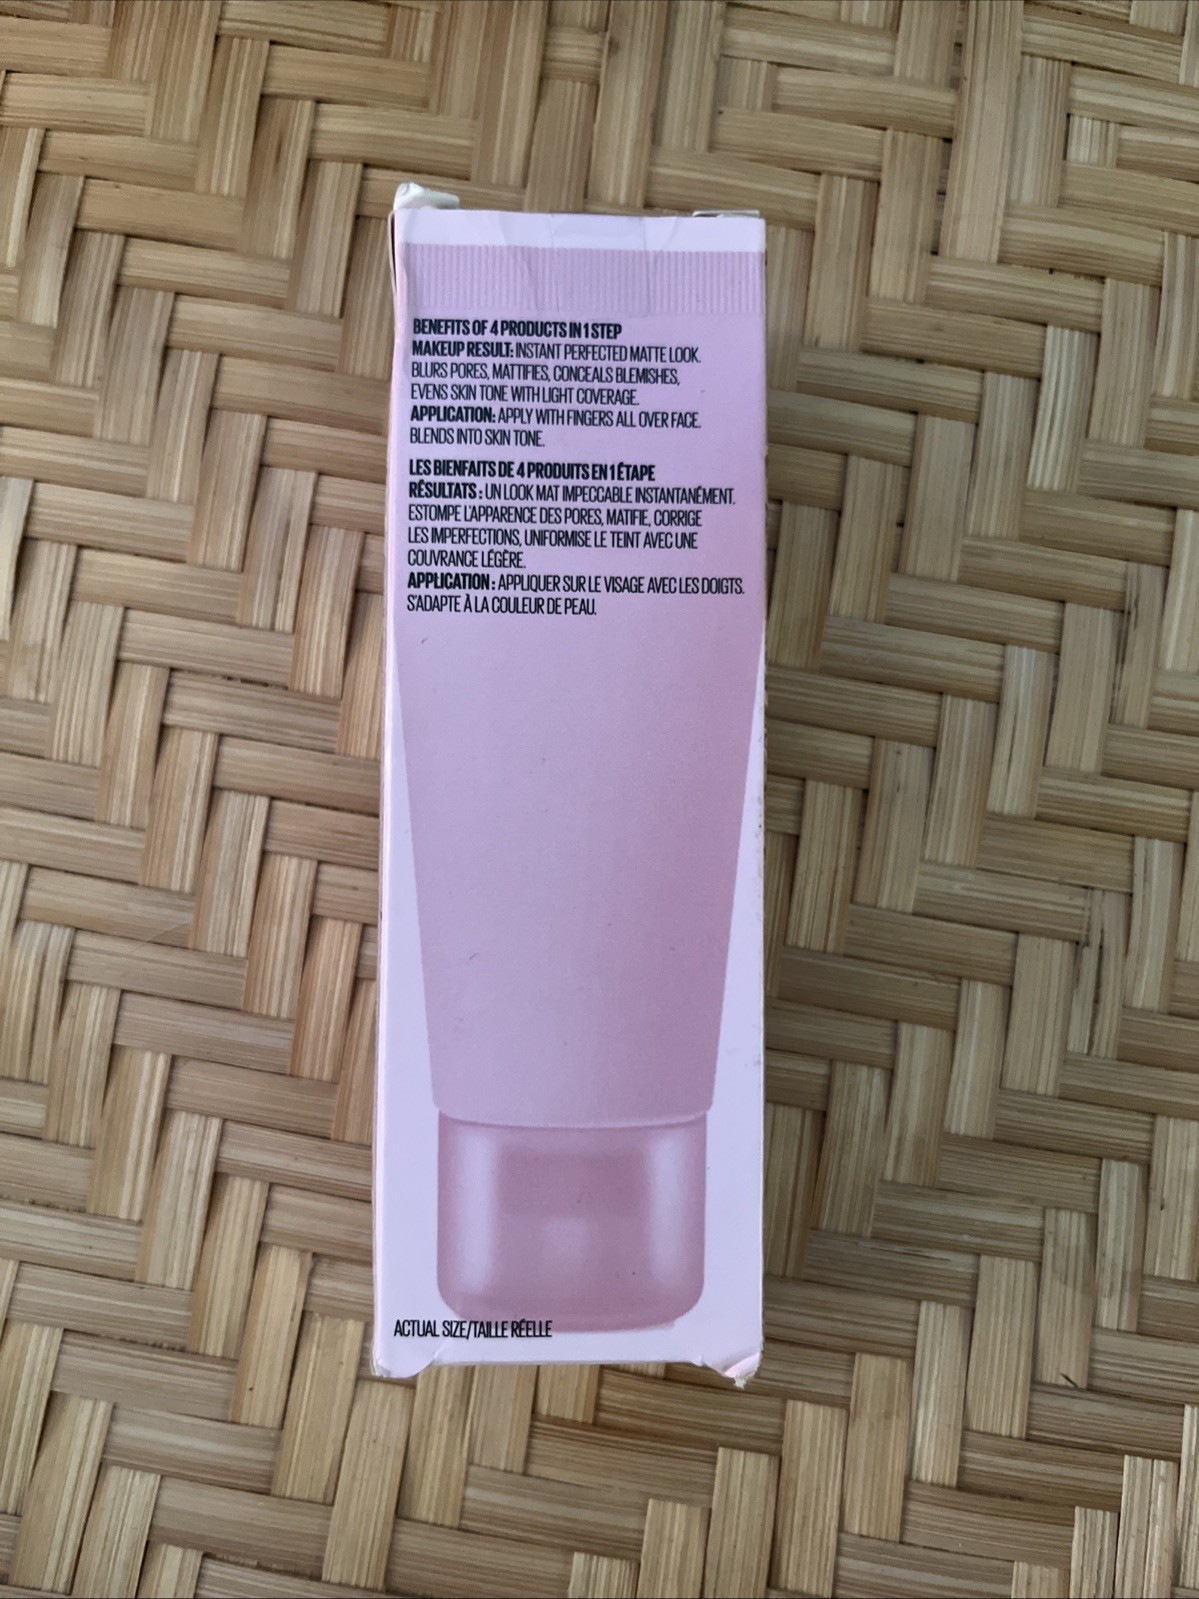 BENEFITS OF 4 PRODUCTS IN 1 STEP
MAKEUP RESULT: INSTANT PERFECTED MATTE LOOK.
BLURS PORES, MATTIFIES, CONCEALS BLEMISHES,
EVENS SKIN TONE WITH LIGHT COVERAGE.
APPLICATION: APPLY WITH FINGERS ALL OVER FACE.
BLENDS INTO SKIN TONE.
LES BIENFAITS DE 4 PRODUITS EN 1 ÉTAPE
RÉSULTATS : UN LOOK MAT IMPECCABLE INSTANTANÉMENT.
ESTOMPE L'APPARENCE DES PORES, MATIFIE, CORRIGE
LES IMPERFECTIONS, UNIFORMISE LE TEINT AVEC UNE
COUVRANCE LÉGÈRE.
APPLICATION : APPLIQUER SUR LE VISAGE AVEC LES DOIGTS.
S'ADAPTE À LA COULEUR DE PEAU.
ACTUAL SIZE/TAILLE RÉELLE